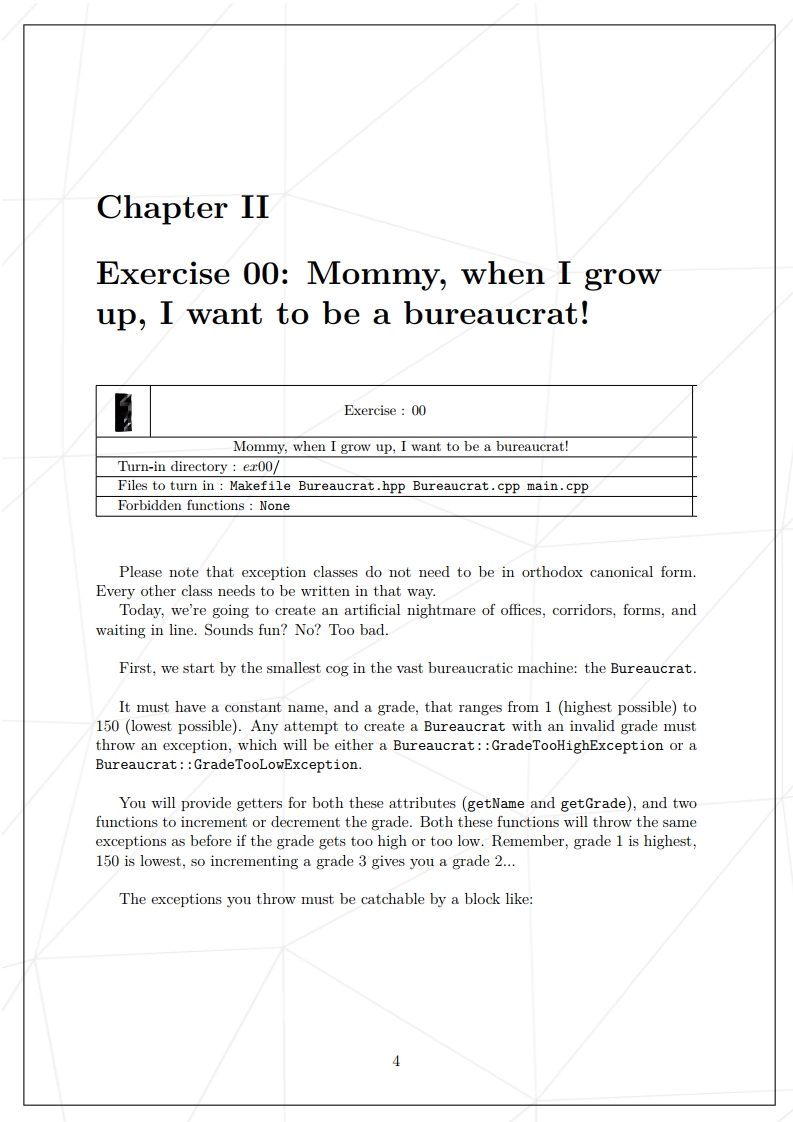 Chapter II
Exercise 00: Mommy, when I grow
up, I want to be a bureaucrat!
Exercise : 00
Mommy, when I grow up, I want to be a bureaucrat!
Turn-in directory : ex00/
Files to turn in : Makefile Bureaucrat.hpp Bureaucrat.cpp main.cpp
Forbidden functions : None
Please note that exception classes do not need to be in orthodox canonical form.
Every other class needs to be written in that way.
Today, we're going to create an artificial nightmare of offices, corridors, forms, and
waiting in line. Sounds fun? No? Too bad.
First, we start by the smallest cog in the vast bureaucratic machine: the Bureaucrat.
It must have a constant name, and a grade, that ranges from 1 (highest possible) to
150 (lowest possible). Any attempt to create a Bureaucrat with an invalid grade must
throw an exception, which will be either a Bureaucrat::GradeTooHighException or a
Bureaucrat::GradeTooLowException.
You will provide getters for both these attributes (getName and getGrade), and two
functions to increment or decrement the grade. Both these functions will throw the same
exceptions as before if the grade gets too high or too low. Remember, grade 1 is highest,
150 is lowest, so incrementing a grade 3 gives you a grade 2...
The exceptions you throw must be catchable by a block like:
4